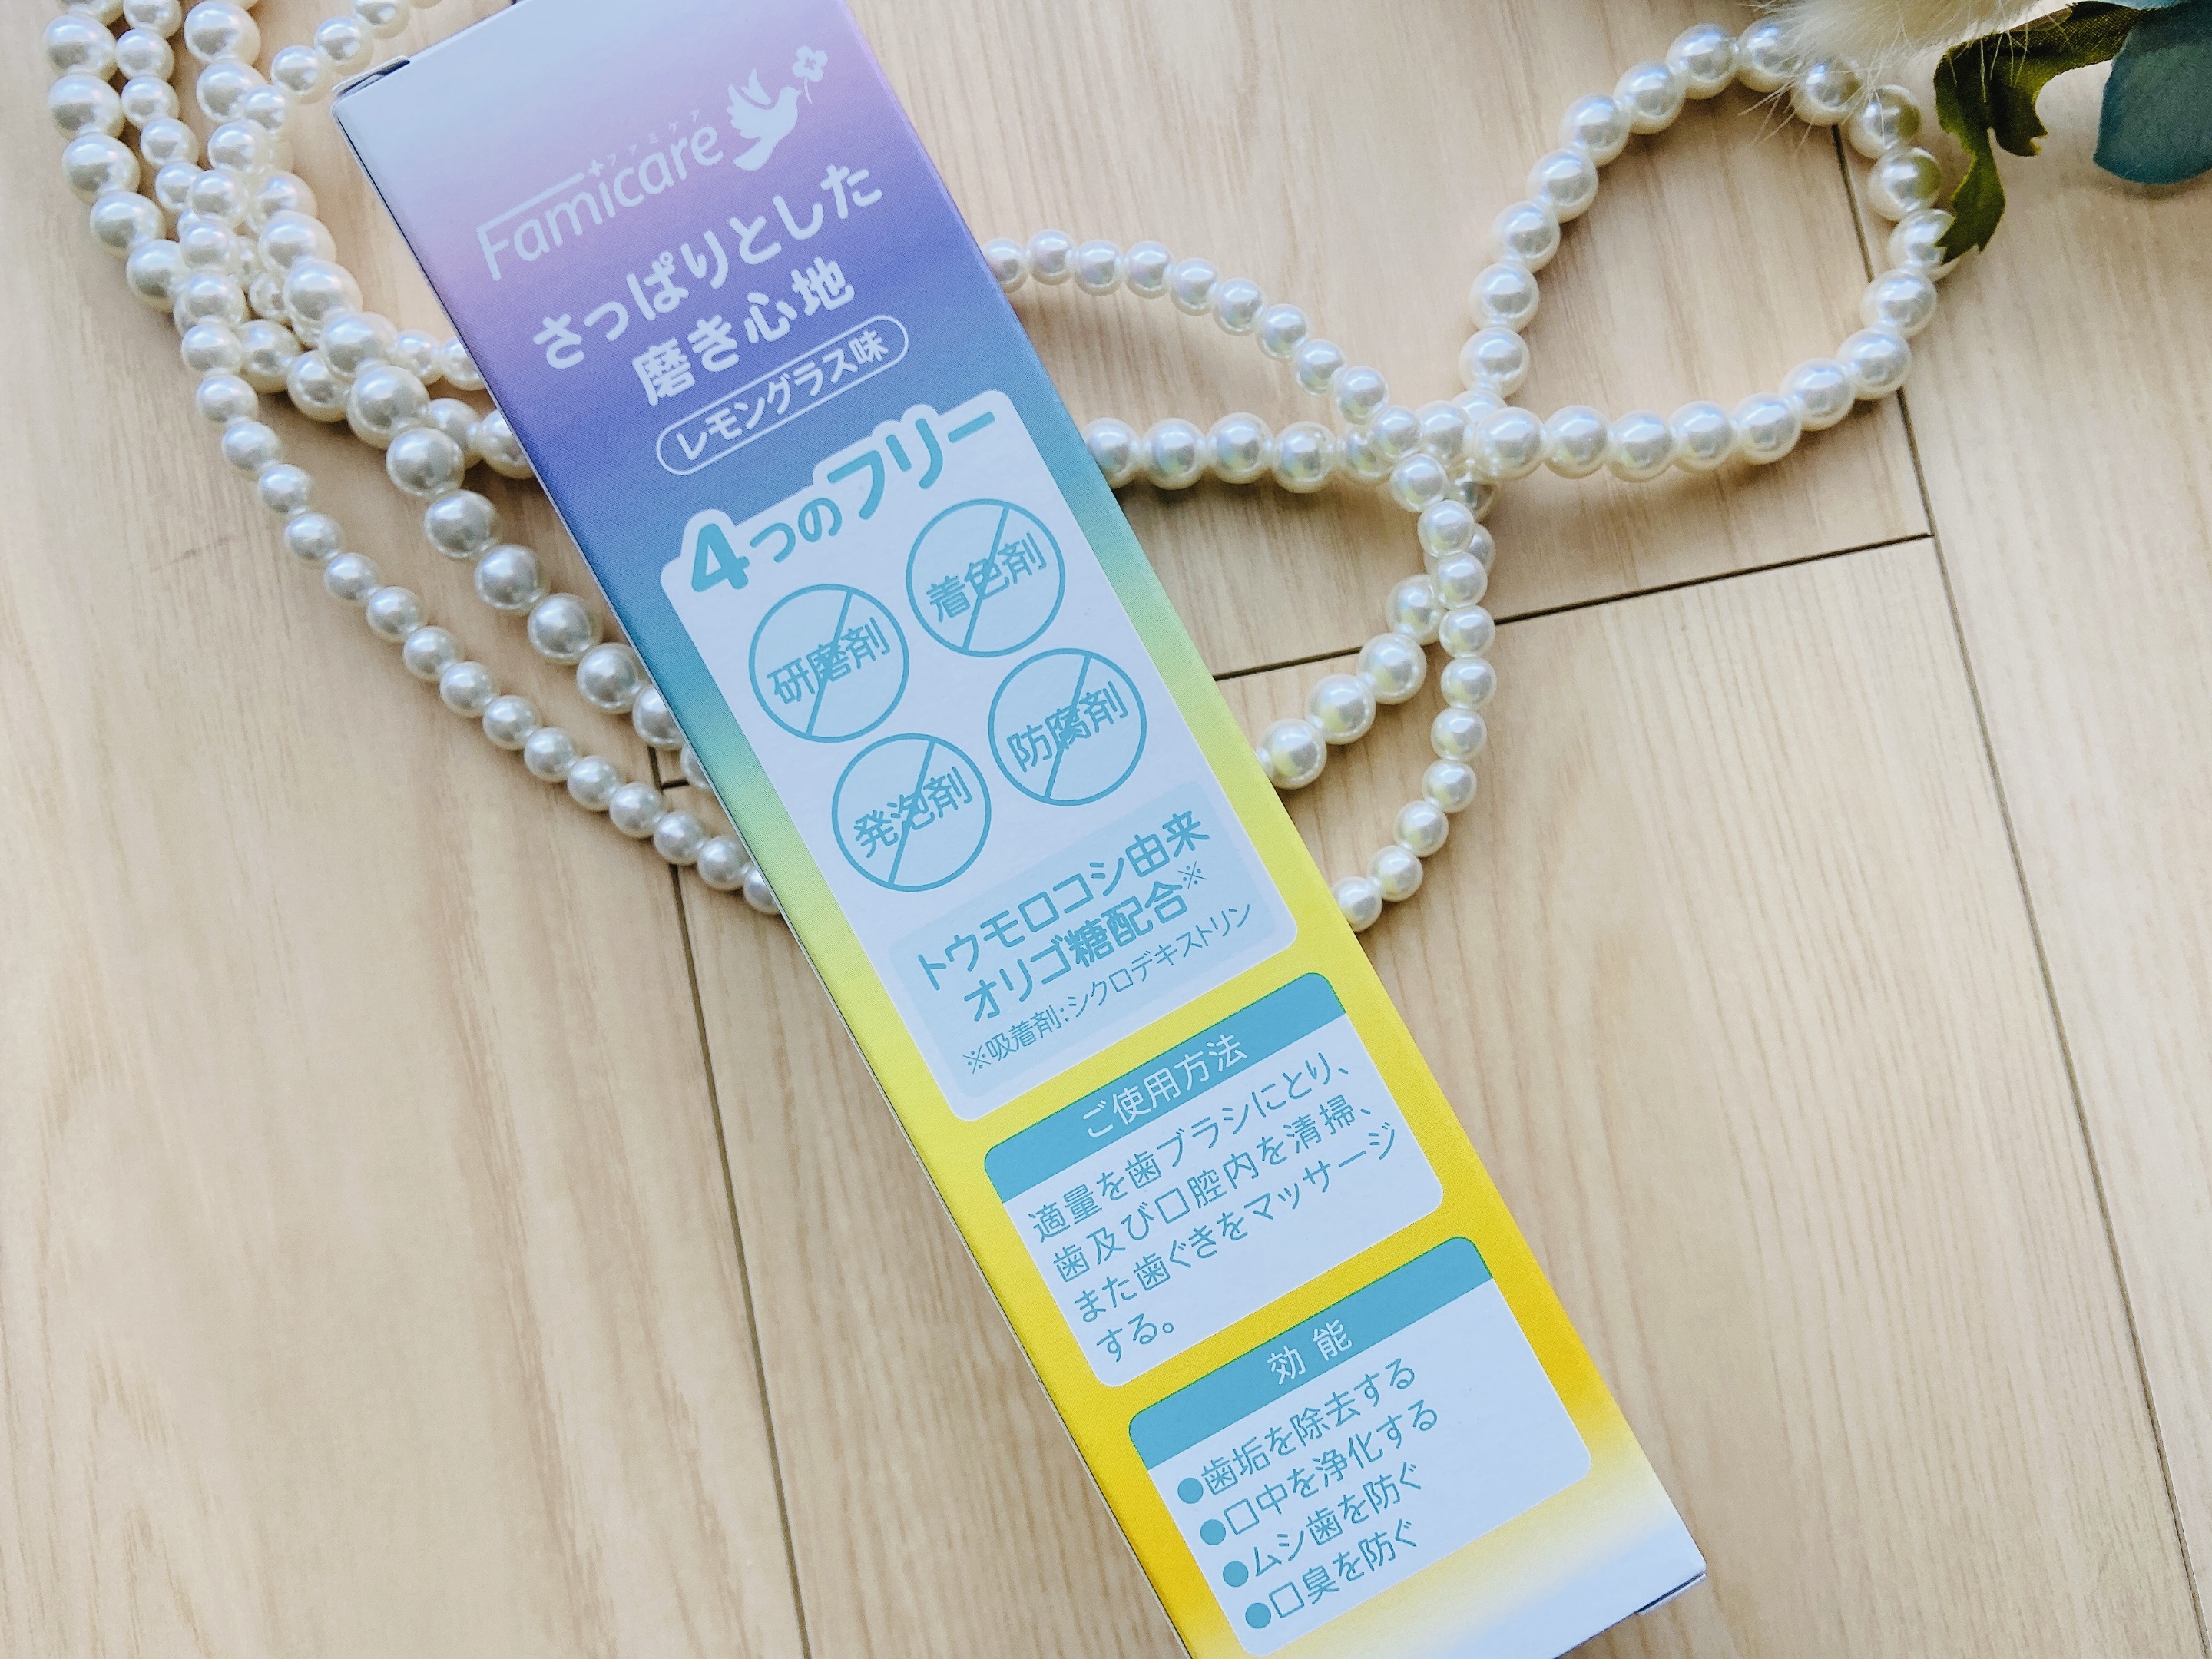 ファミケア
Famicare
さっぱりとした
磨き心地
レモングラス味
4つのフリー
研磨剤
着色剤
発泡剤
防腐剤
トウモロコシ由来
オリゴ糖配合※
※吸着剤:シクロデキストリン
ご使用方法
適量を歯ブラシにとり、
歯及び口腔内を清掃、
また歯ぐきをマッサージ
する。
効能
●歯垢を除去する
●口中を浄化する
●ムシ歯を防ぐ
●口臭を防ぐ